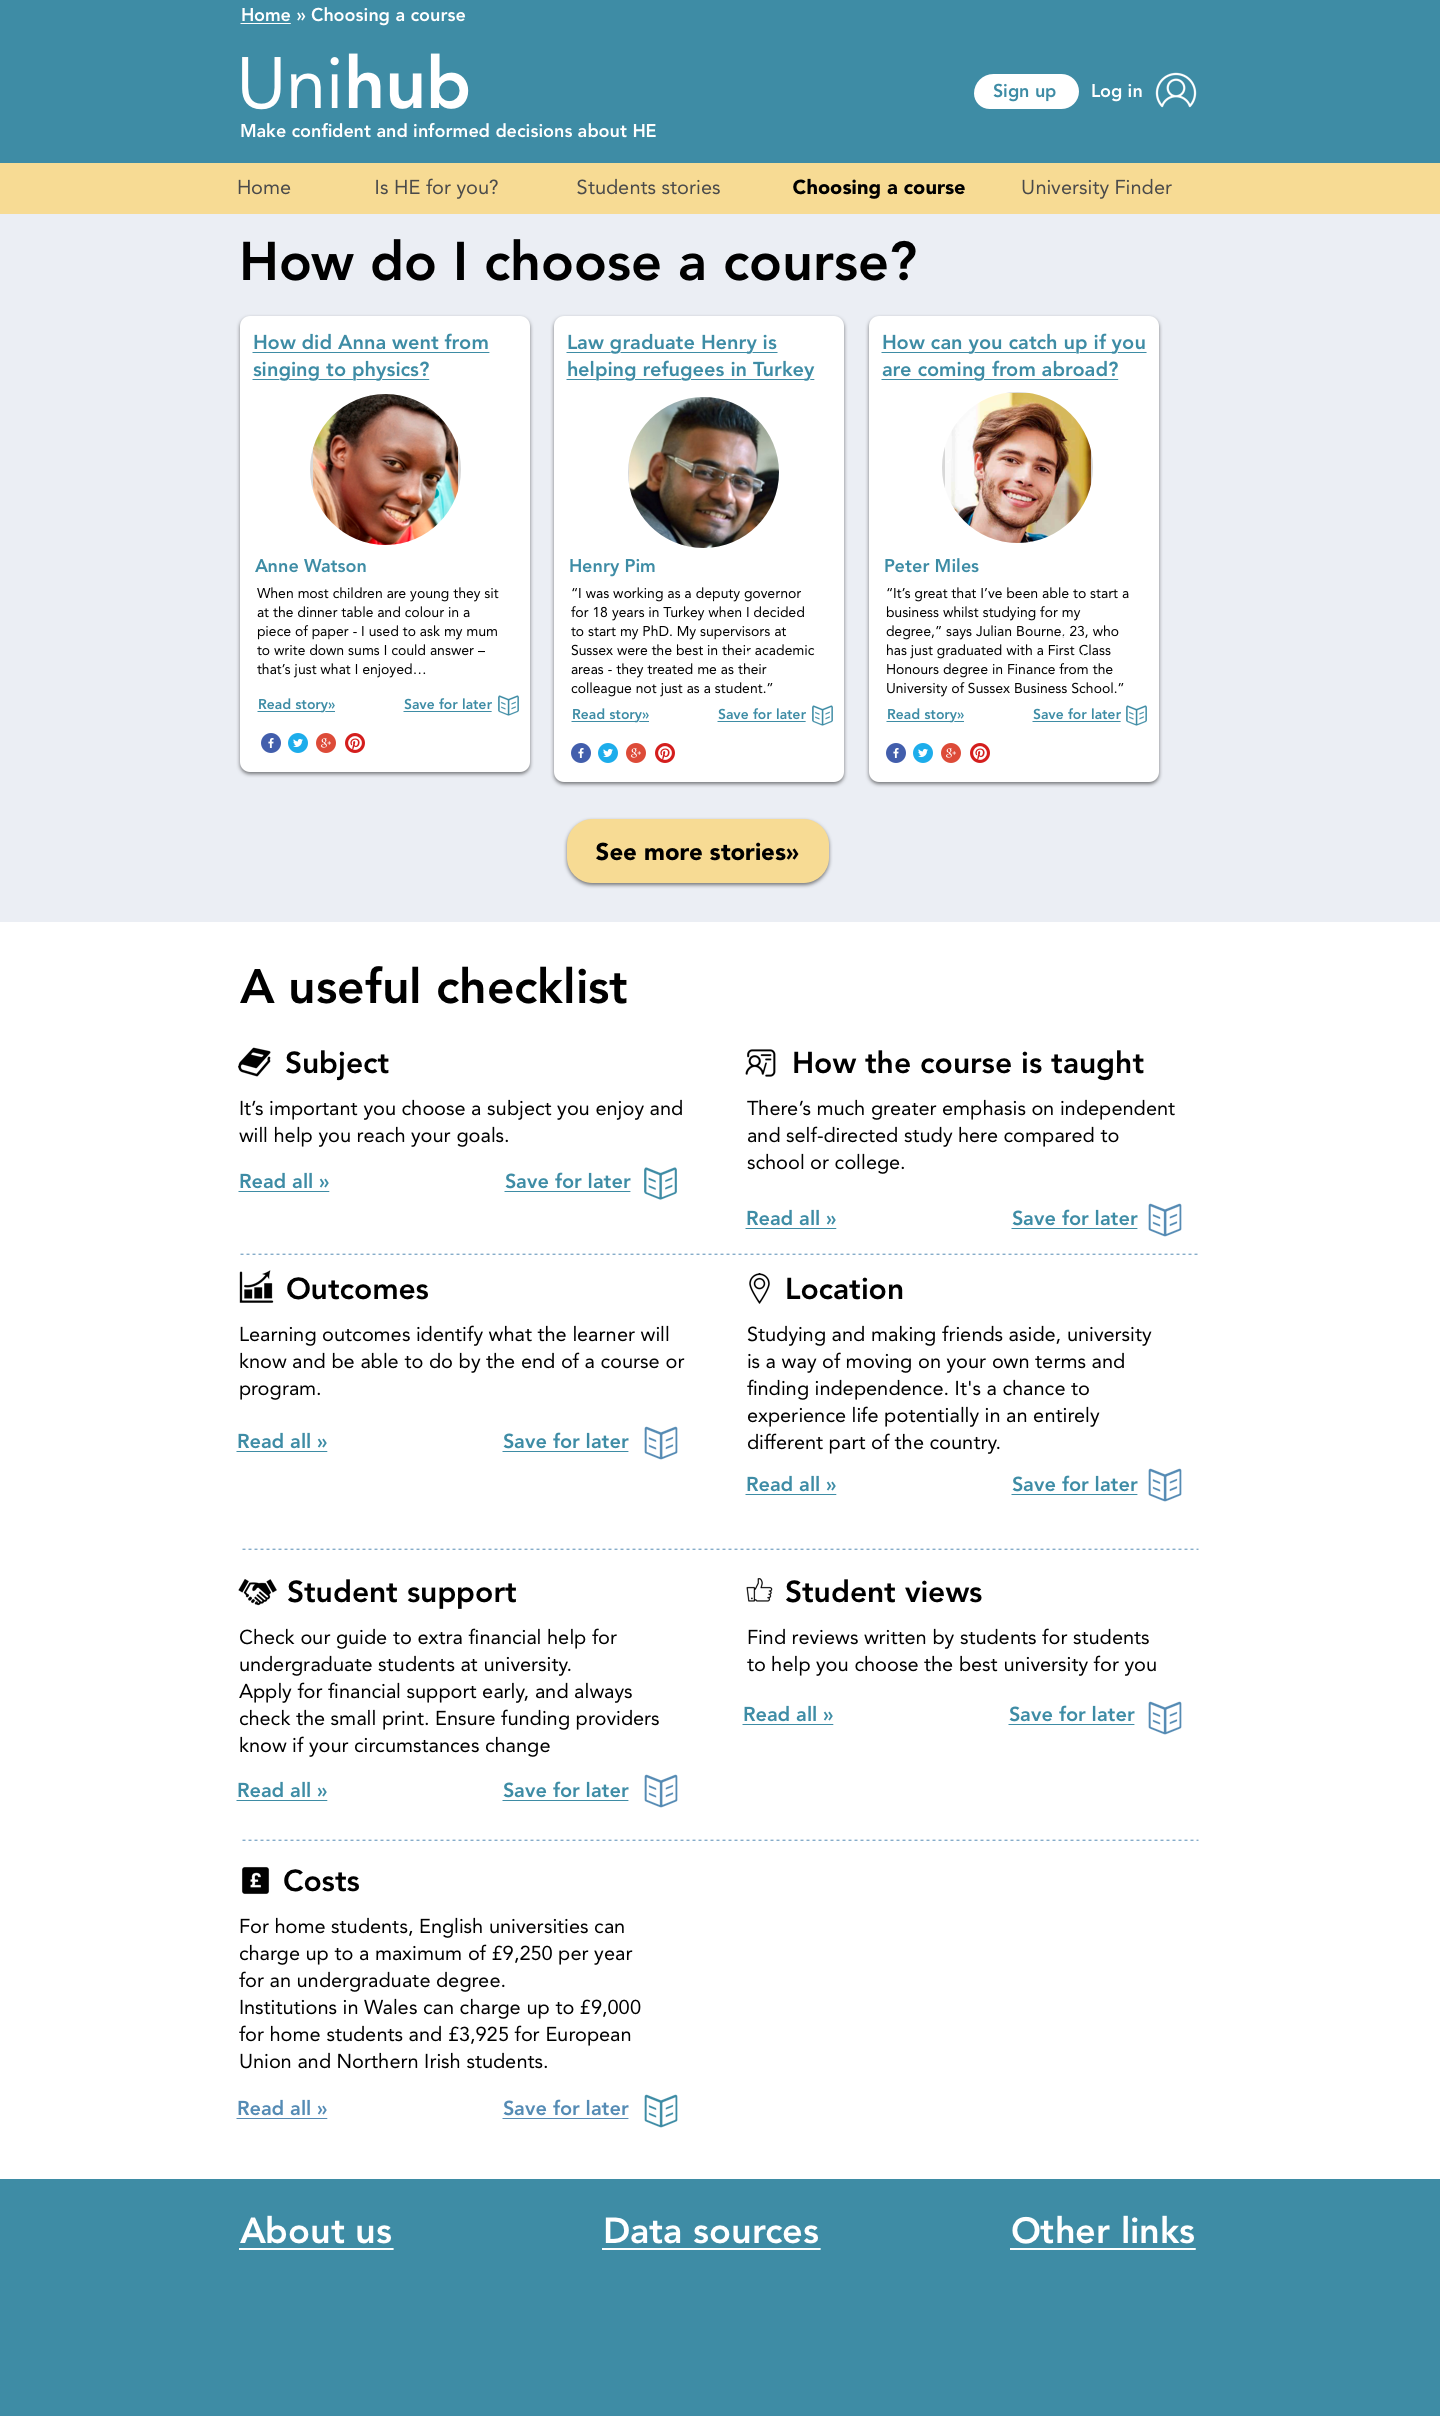 Home » Choosing a course
Unihub
Sign up
Log in
Make confident and informed decisions about HE
Home
Is HE for you?
Students stories
Choosing a course
University Finder
How do I choose a course?
How did Anna went from
singing to physics?
Anne Watson
When most children are young they sit
at the dinner table and colour in a
piece of paper - I used to ask my mum
to write down sums I could answer –
that’s just what I enjoyed…
Read story»
Save for later
Law graduate Henry is
helping refugees in Turkey
Henry Pim
“I was working as a deputy governor
for 18 years in Turkey when I decided
to start my PhD. My supervisors at
Sussex were the best in their academic
areas - they treated me as their
colleague not just as a student.”
Read story»
Save for later
How can you catch up if you
are coming from abroad?
Peter Miles
“It’s great that I’ve been able to start a
business whilst studying for my
degree,” says Julian Bourne. 23, who
has just graduated with a First Class
Honours degree in Finance from the
University of Sussex Business School.”
Read story»
Save for later
See more stories»
A useful checklist
Subject
It’s important you choose a subject you enjoy and
will help you reach your goals.
Read all »
Save for later
How the course is taught
There’s much greater emphasis on independent
and self-directed study here compared to
school or college.
Read all »
Save for later
Outcomes
Learning outcomes identify what the learner will
know and be able to do by the end of a course or
program.
Read all »
Save for later
Location
Studying and making friends aside, university
is a way of moving on your own terms and
finding independence. It's a chance to
experience life potentially in an entirely
different part of the country.
Read all »
Save for later
Student support
Check our guide to extra financial help for
undergraduate students at university.
Apply for financial support early, and always
check the small print. Ensure funding providers
know if your circumstances change
Read all »
Save for later
Student views
Find reviews written by students for students
to help you choose the best university for you
Read all »
Save for later
£
Costs
For home students, English universities can
charge up to a maximum of £9,250 per year
for an undergraduate degree.
Institutions in Wales can charge up to £9,000
for home students and £3,925 for European
Union and Northern Irish students.
Read all »
Save for later
About us
Data sources
Other links